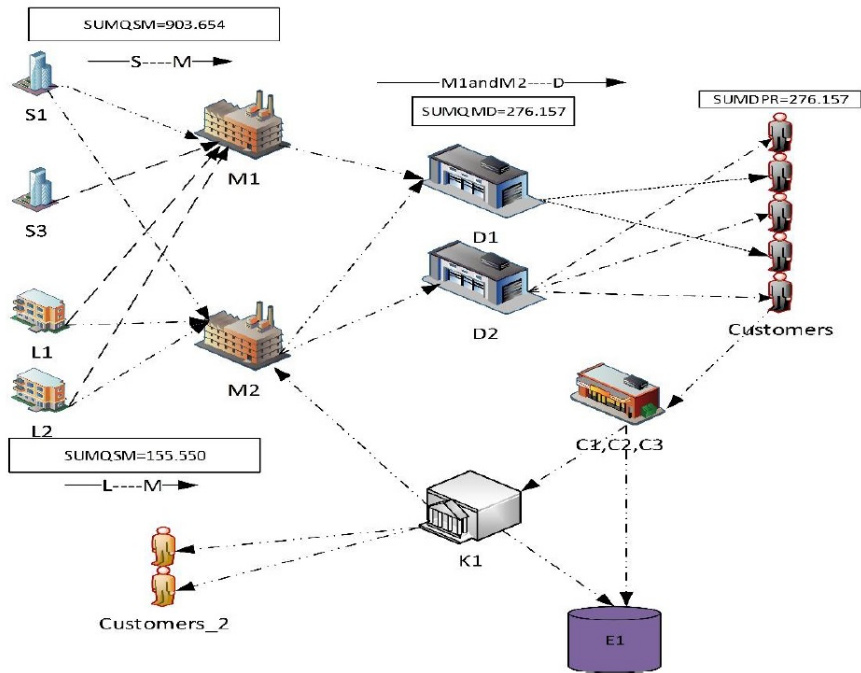 SUMQSM=903.654
S----M
M1andM2----D
SUMQMD=276.157
SUMDPR=276.157
S1
M1
S3
D1
L1
M2
D2
Customers
L2
C1,C2,C3
SUMQSM=155.550
L----M
K1
Customers_2
E1